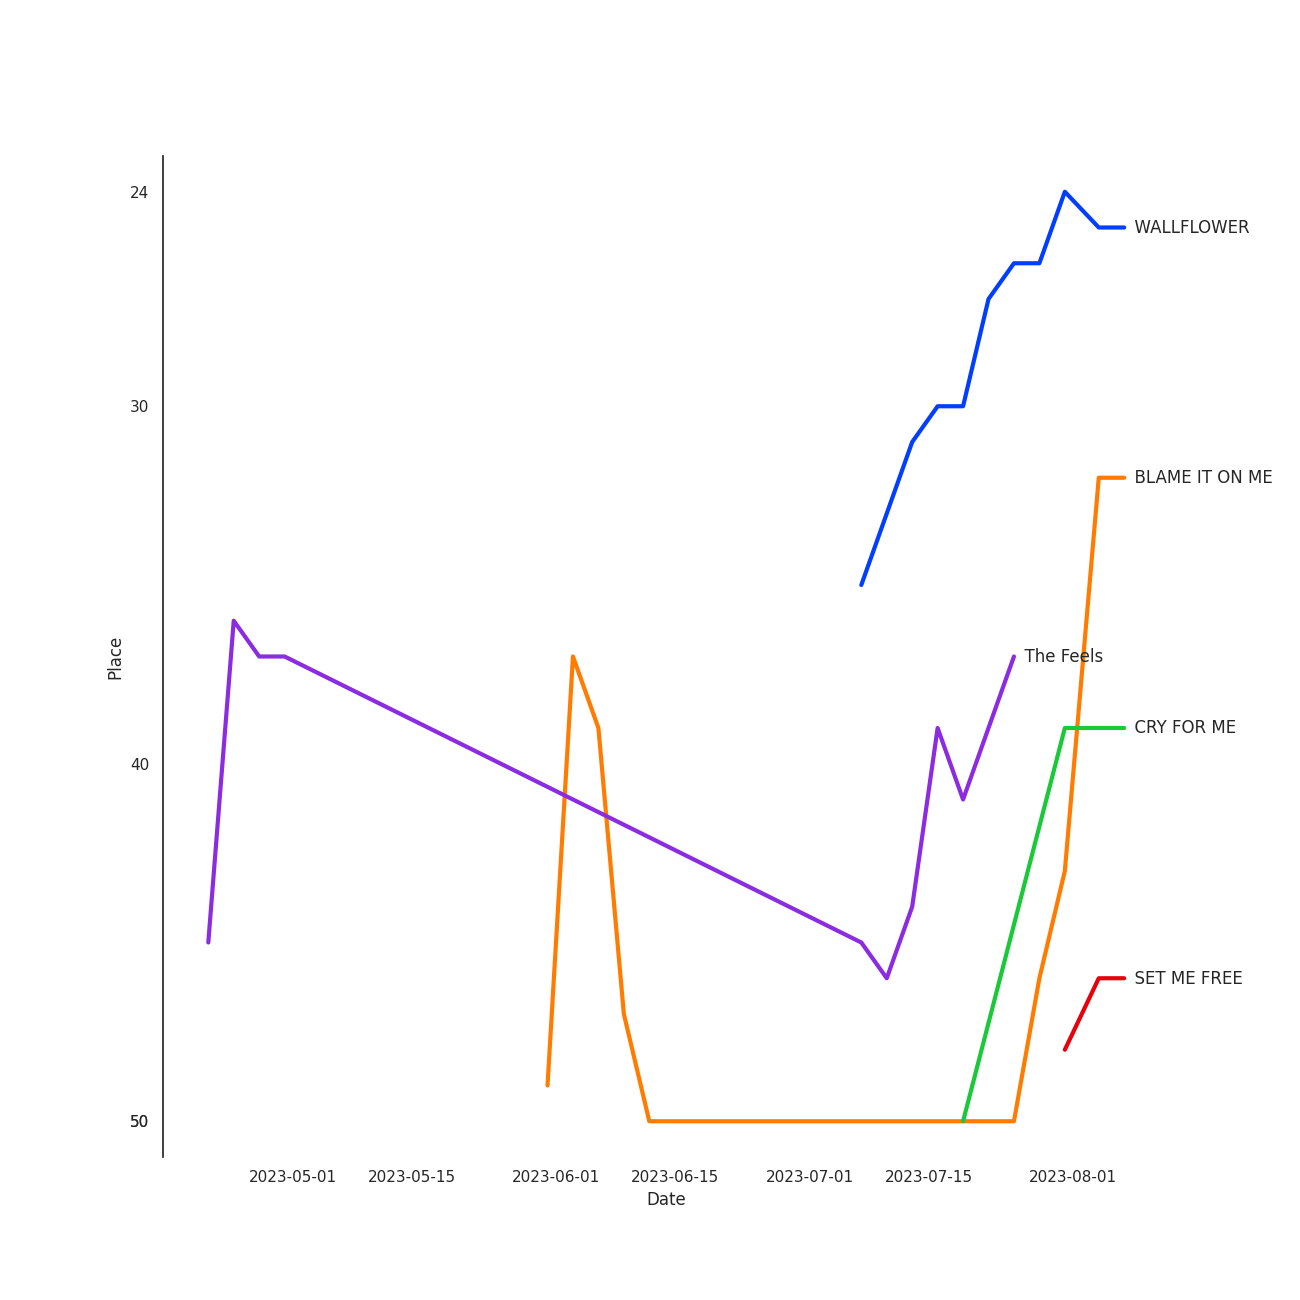 24
WALLFLOWER
30
BLAME IT ON ME
Place
The Feels
CRY FOR ME
40
SET ME FREE
50
2023-05-01 2023-05-15 2023-06-01 2023-06-15 2023-07-01 2023-07-15 2023-08-01
Date